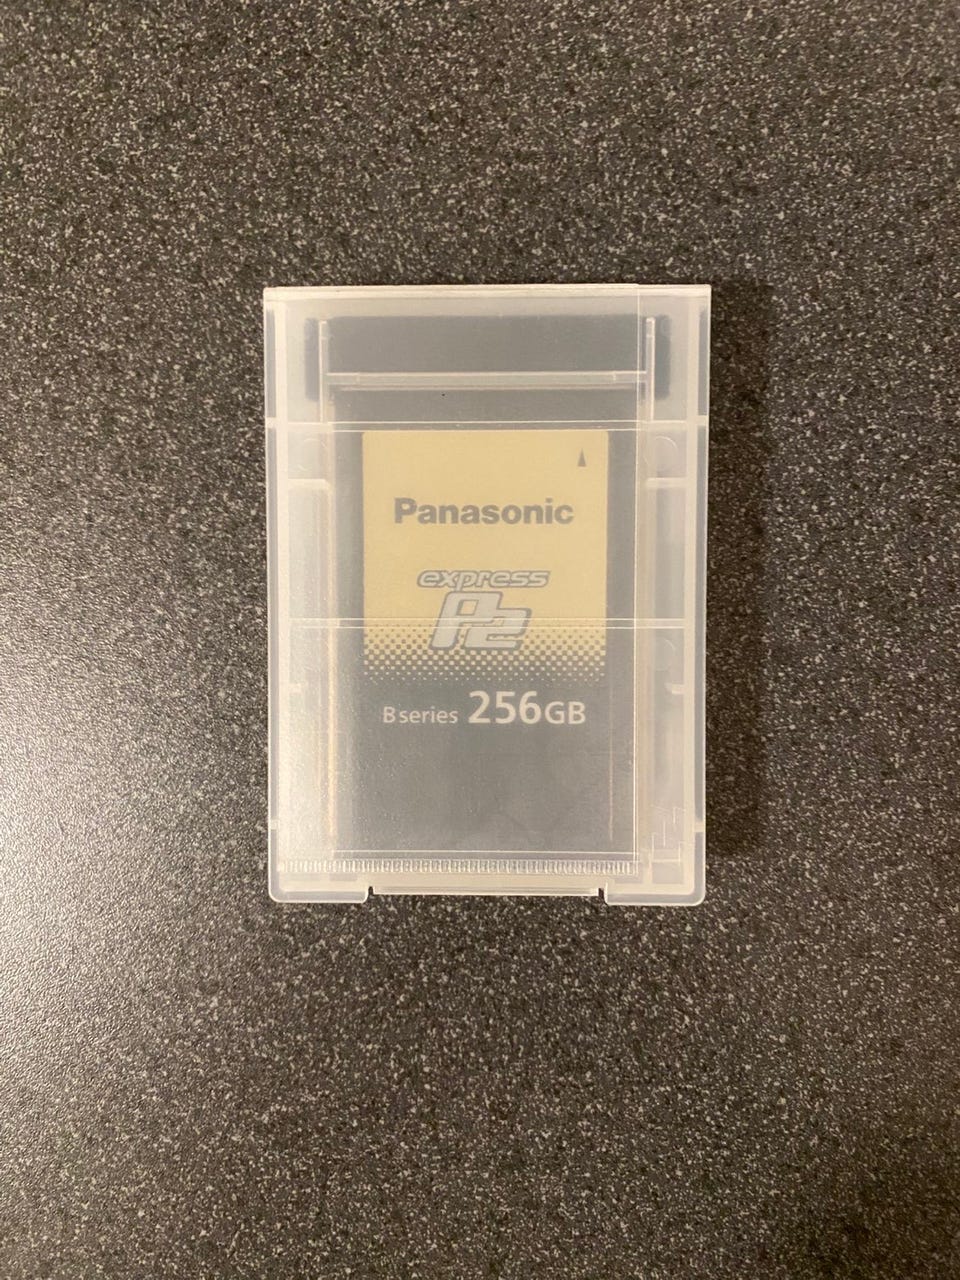 Panasonic
express
P2
B series 256GB